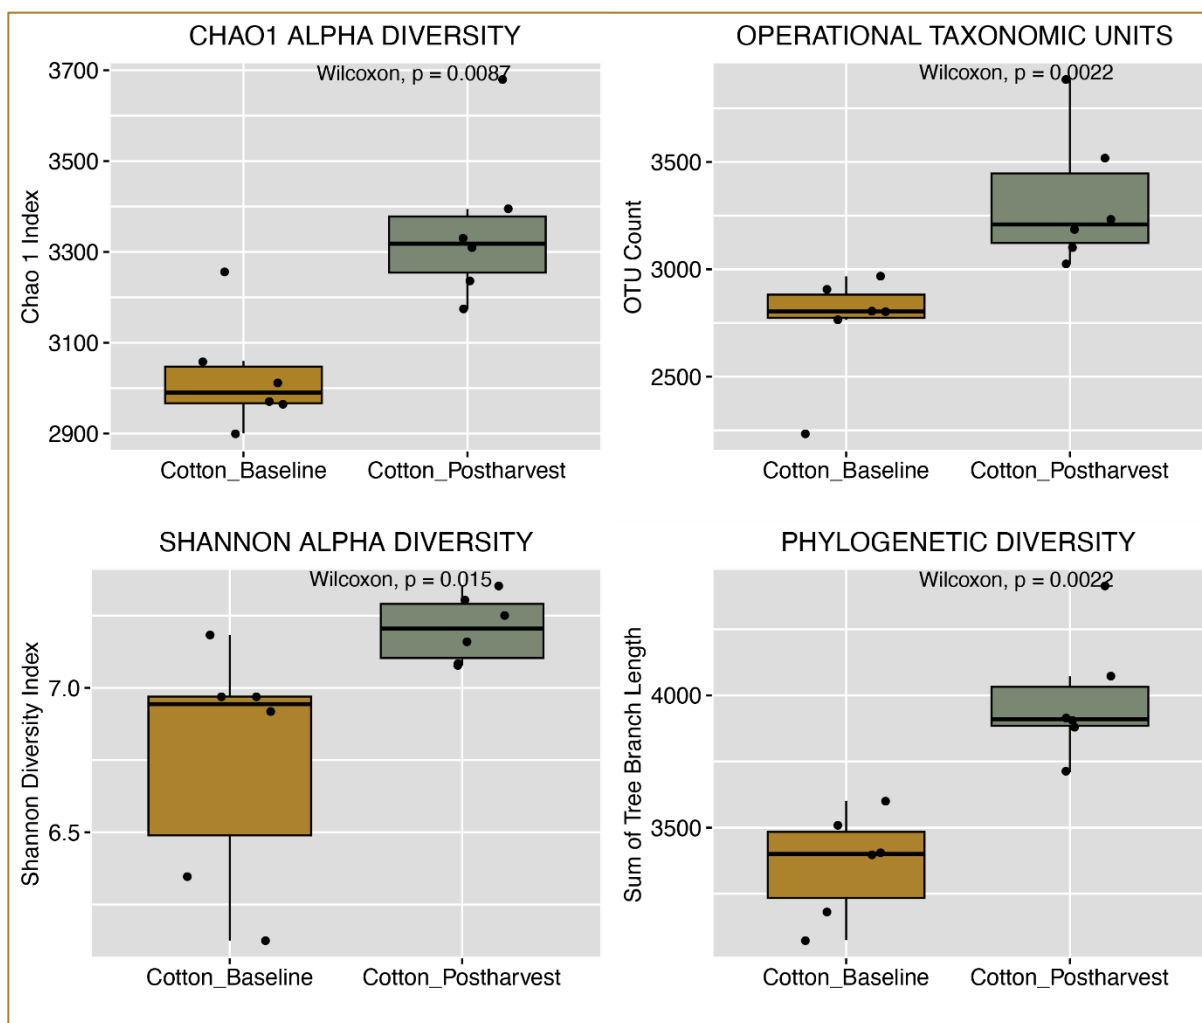 CHAO1 ALPHA DIVERSITY
Wilcoxon, p = 0.0087
Chao 1 Index
3700
3500
3300
3100
2900
Cotton_Baseline Cotton_Postharvest
OPERATIONAL TAXONOMIC UNITS
Wilcoxon, p = 0.0022
OTU Count
3500
3000
2500
Cotton_Baseline Cotton_Postharvest
SHANNON ALPHA DIVERSITY
Wilcoxon, p = 0.015
Shannon Diversity Index
7.0
6.5
Cotton_Baseline Cotton_Postharvest
PHYLOGENETIC DIVERSITY
Wilcoxon, p = 0.0022
Sum of Tree Branch Length
4000
3500
Cotton_Baseline Cotton_Postharvest